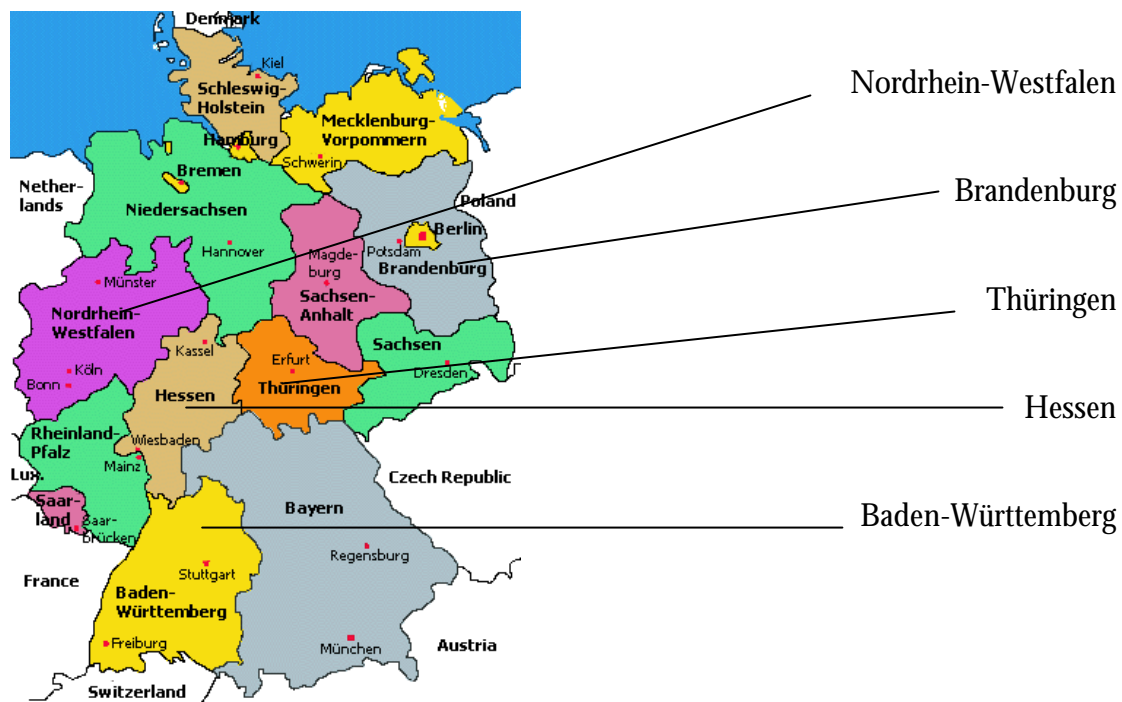 Denmark
Kiel
Schleswig-
Holstein
Mecklenburg-
Vorpommern
Hamburg
Schwerin
Bremen
Nether-
lands
Niedersachsen
Poland
Berlin
Hannover
Magde-
burg
Potsdam
Brandenburg
Münster
Sachsen-
Anhalt
Nordrhein-
Westfalen
Kassel
Erfurt
Sachsen
Dresden
Köln
Bonn
Hessen
Thüringen
Rheinland-
Pfalz
Wiesbaden
Mainz
Lux.
Czech Republic
Saar-
land
Saar-
brücken
Bayern
Regensburg
France
Stuttgart
Baden-
Württemberg
Freiburg
München
Austria
Switzerland
Nordrhein-Westfalen
Brandenburg
Thüringen
Hessen
Baden-Württemberg